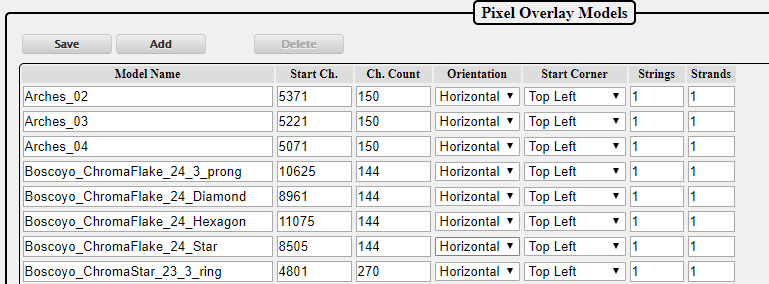 Pixel Overlay Models
Save Add Delete
Model Name Start Ch. Ch. Count Orientation Start Corner Strings Strands
Arches_02 5371 150 Horizontal Top Left 1 1
Arches_03 5221 150 Horizontal Top Left 1 1
Arches_04 5071 150 Horizontal Top Left 1 1
Boscoyo_ChromaFlake_24_3_prong 10625 144 Horizontal Top Left 1 1
Boscoyo_ChromaFlake_24_Diamond 8961 144 Horizontal Top Left 1 1
Boscoyo_ChromaFlake_24_Hexagon 11075 144 Horizontal Top Left 1 1
Boscoyo_ChromaFlake_24_Star 8505 144 Horizontal Top Left 1 1
Boscoyo_ChromaStar_23_3_ring 4801 270 Horizontal Top Left 1 1